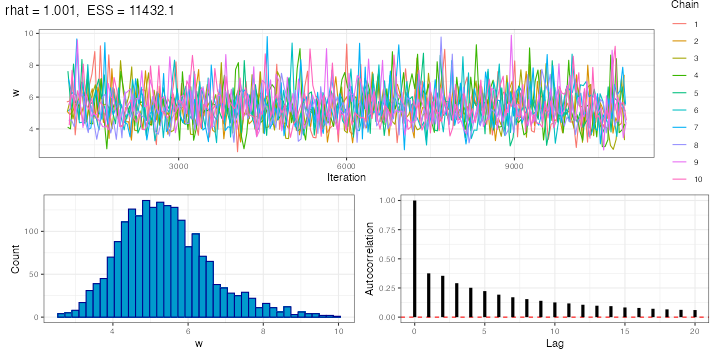 rhat = 1.001, ESS = 11432.1
Chain
1
2
3
4
5
6
7
8
9
10
w
10
8
6
4
3000 6000 9000
Iteration
Count
100
50
0
4 6 8 10
w
Autocorrelation
1.00
0.75
0.50
0.25
0.00
0 5 10 15 20
Lag